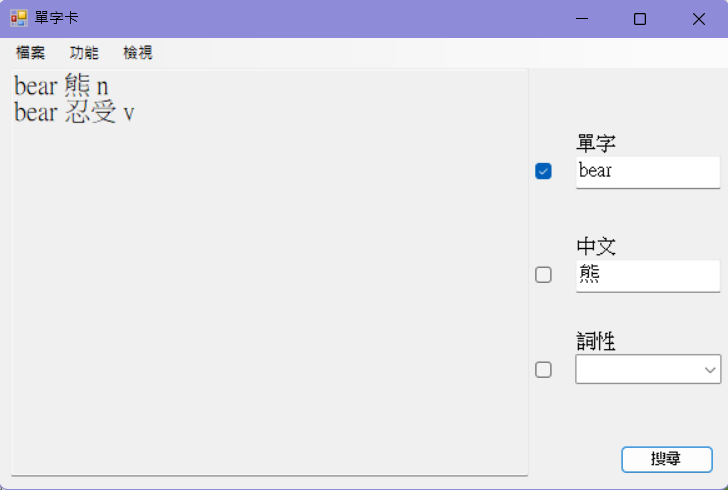 單字卡
檔案 功能 檢視
bear 熊 n
bear 忍受 v
單字
bear
中文
熊
詞性
搜尋